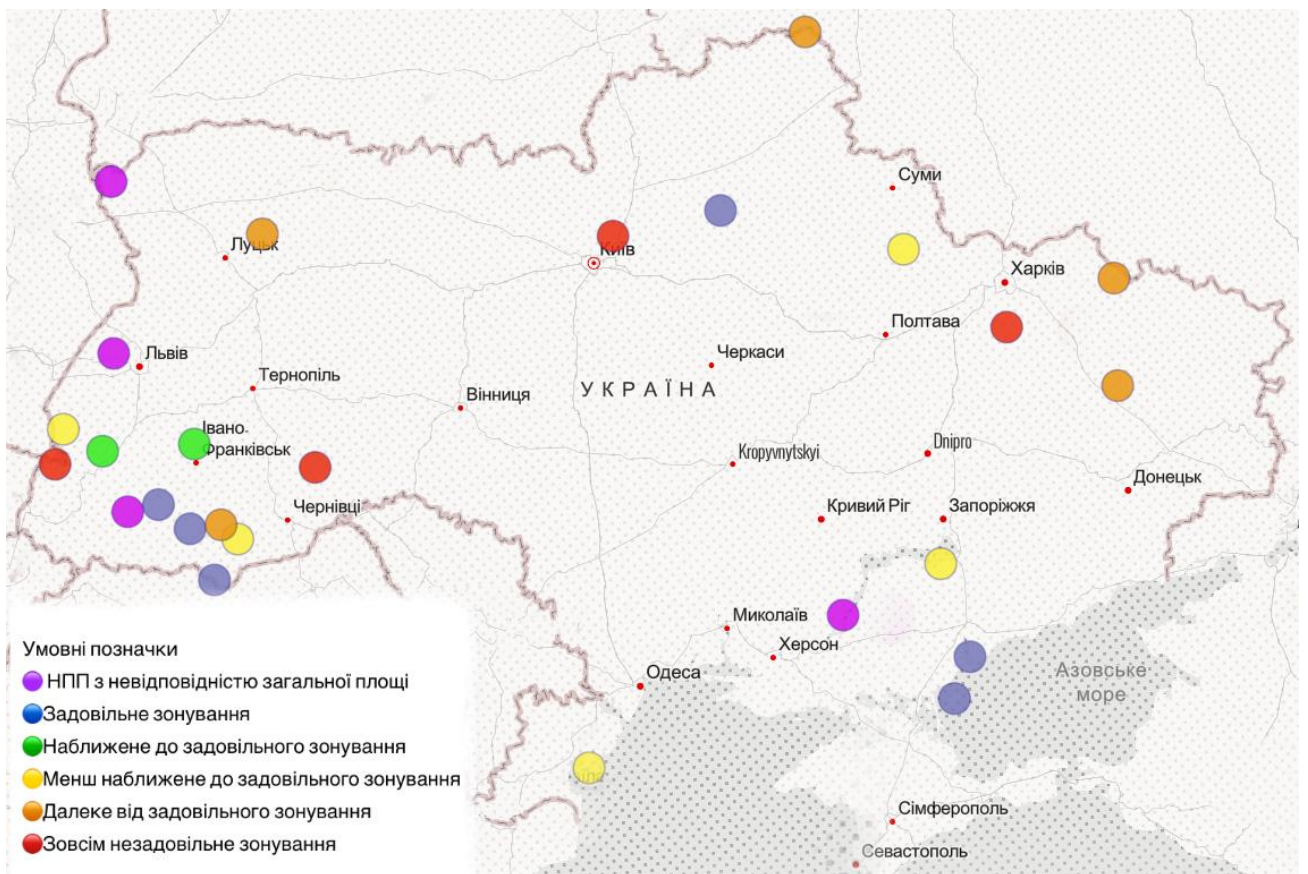 Суми
Луцьк
Київ
Харків
Полтава
Львів
Черкаси
Тернопіль
УКРАЇНА
Вінниця
Івано-
Франківськ
Kropyvnytskyi
Dnipro
Донецьк
Чернівці
Кривий Ріг
Запоріжжя
Миколаїв
Херсон
Одеса
Азовське
море
Сімферополь
Севастополь
Умовні позначки
НПП з невідповідністю загальної площі
Задовільне зонування
Наближене до задовільного зонування
Менш наближене до задовільного зонування
Далеке від задовільного зонування
Зовсім незадовільне зонування